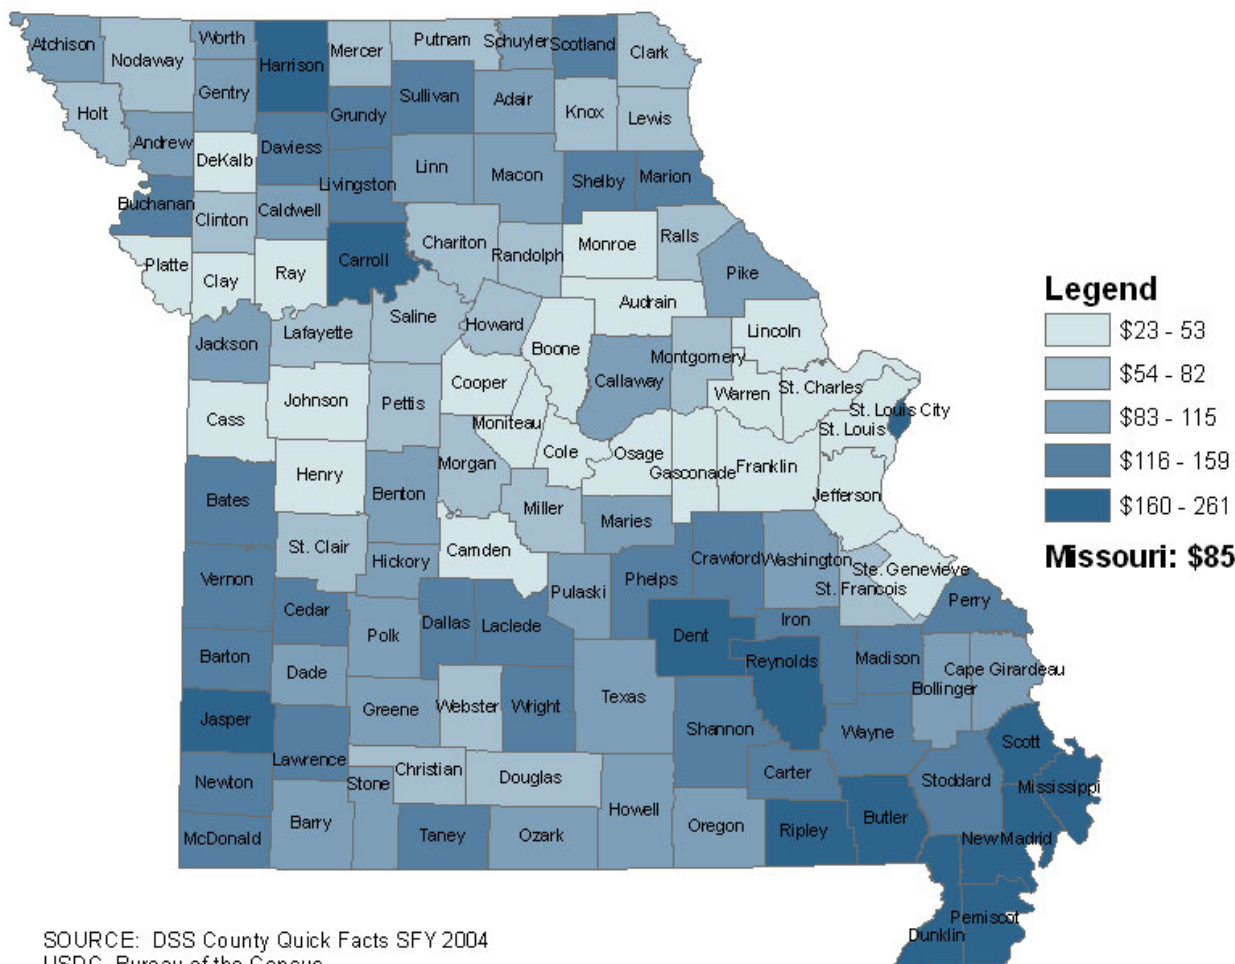 Atchison
Nodaway
Worth
Harrison
Mercer
Putnam
Schuyler
Scotland
Clark
Holt
Gentry
Grundy
Sullivan
Adair
Knox
Lewis
Andrew
DeKalb
Daviess
Livingston
Linn
Macon
Shelby
Marion
Buchanan
Clinton
Caldwell
Carroll
Chariton
Randolph
Monroe
Ralls
Pike
Platte
Clay
Ray
Audrain
Jackson
Lafayette
Saline
Howard
Boone
Callaway
Montgomery
Lincoln
Cass
Johnson
Pettis
Cooper
Moniteau
Cole
Osage
Gasconade
Warren
St. Charles
St. Louis City
St. Louis
Franklin
Jefferson
Henry
Benton
Morgan
Miller
Maries
Bates
St. Clair
Hickory
Camden
Pulaski
Phelps
Crawford
Washington
Ste. Genevieve
St. Francois
Perry
Vernon
Cedar
Polk
Dallas
Laclede
Dent
Iron
Reynolds
Madison
Bollinger
Cape Girardeau
Barton
Dade
Greene
Webster
Wright
Texas
Shannon
Wayne
Scott
Jasper
Lawrence
Christian
Douglas
Howell
Carter
Stoddard
Mississippi
Newton
Stone
McDonald
Barry
Taney
Ozark
Oregon
Ripley
Butler
New Madrid
Pemiscot
Dunklin
Legend
$23 - 53
$54 - 82
$83 - 115
$116 - 159
$160 - 261
Missouri: $85
SOURCE: DSS County Quick Facts SFY 2004
USDC, Bureau of the Census